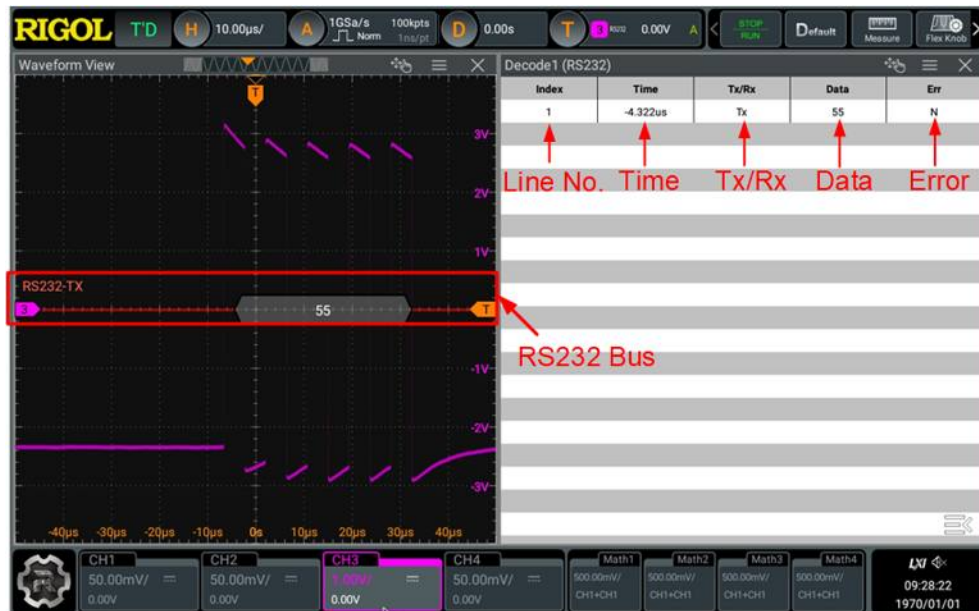 RIGOL T'D H 10.00μs/ A 1GSa/s Norm 100kpts 1ns/pt D 0.00s T 3 RS232 0.00V A < STOP RUN Default Measure Flex Knob >
Waveform View
Decode1 (RS232)
Index Time Tx/Rx Data Err
1 -4.322us Tx 55 N
Line No. Time Tx/Rx Data Error
T
3V
2V
1V
RS232-TX
3 55 T
RS232 Bus
-1V
-2V
-3V
-40μs -30μs -20μs -10μs 0s 10μs 20μs 30μs 40μs
CH1 CH2 CH3 CH4 Math1 Math2 Math3 Math4 LXI
50.00mV/ 50.00mV/ 1.00V/ 50.00mV/ 500.00mV/ 500.00mV/ 500.00mV/ 500.00mV/
0.00V 0.00V 0.00V 0.00V CH1+CH1 CH1+CH1 CH1+CH1 CH1+CH1
09:28:22
1970/01/01